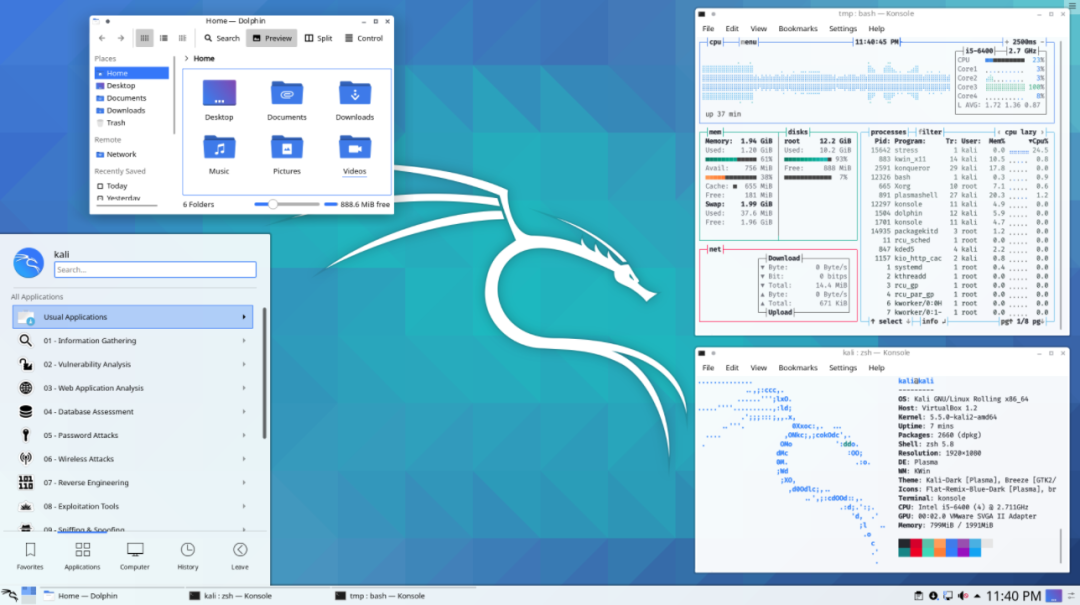 Home — Dolphin
Search
Preview
Split
Control
Places
Home
Desktop
Documents
Downloads
Trash
Remote
Network
Recently Saved
Today
Yesterday
Home
Desktop
Documents
Downloads
Music
Pictures
Videos
6 Folders
888.6 MiB free
kali
Search...
All Applications
Usual Applications
01 - Information Gathering
02 - Vulnerability Analysis
03 - Web Application Analysis
04 - Database Assessment
05 - Password Attacks
06 - Wireless Attacks
07 - Reverse Engineering
08 - Exploitation Tools
09 - Sniffing & Spoofing
Favorites
Applications
Computer
History
Leave
tmp : bash — Konsole
File Edit View Bookmarks Settings Help
cpu menu 11:40:45 PM + 2500ms -
i5-6400 2.7 GHz
CPU 23%
Core1 3%
Core2 3%
Core3 100%
Core4 8%
L AVG: 1.72 1.36 0.87
up 37 min
mem
Memory: 1.94 GiB
Used: 1.20 GiB
61%
Avail: 756 MiB
38%
Cache: 655 MiB
Free: 181 MiB
Swap: 1.99 GiB
Used: 37.6 MiB
Free: 1.96 GiB
disks
root 12.2 GiB
Used: 10.2 GiB
93%
Free: 888 MiB
7%
processes filter ‹ cpu lazy ›
Pid: Program: Tr: User: Mem% ▼Cpu%
15642 stress 1 kali 0.0 24.5
883 kwin_x11 14 kali 10.5 0.8
2591 konqueror 29 kali 17.8 0.0
12326 bash 1 kali 0.3 0.9
665 Xorg 10 root 7.1 0.6
891 plasmashell 27 kali 20.3 1.2
12297 konsole 11 kali 4.9 0.0
1504 dolphin 12 kali 5.9 0.0
1701 konsole 11 kali 4.7 0.0
14935 packagekitd 3 root 1.2 0.0
11 rcu_sched 1 root 0.0 0.0
847 kded5 4 kali 2.2 0.0
1157 kio_http_cac 2 kali 0.8 0.0
1 systemd 1 root 0.4 0.0
2 kthreadd 1 root 0.0 0.0
3 rcu_gp 1 root 0.0 0.0
4 rcu_par_gp 1 root 0.0 0.0
6 kworker/0:0H 1 root 0.0 0.0
7 kworker/0:1- 1 root 0.0 0.0
↑ select ↓ info ↲ pg↑ 1/8 pg↓
net
Download
▼ Byte: 0 Byte/s
▼ Bit: 0 bitps
▼ Total: 14.4 MiB
▲ Byte: 0 Byte/s
▲ Total: 671 KiB
Upload
kali : zsh — Konsole
File Edit View Bookmarks Settings Help
kali@kali
OS: Kali GNU/Linux Rolling x86_64
Host: VirtualBox 1.2
Kernel: 5.5.0-kali2-amd64
Uptime: 7 mins
Packages: 2660 (dpkg)
Shell: zsh 5.8
Resolution: 1920×1080
DE: Plasma
WM: KWin
Theme: Kali-Dark [Plasma], Breeze [GTK2/
Icons: Flat-Remix-Blue-Dark [Plasma], br
Terminal: konsole
CPU: Intel i5-6400 (4) @ 2.711GHz
GPU: 00:02.0 VMware SVGA II Adapter
Memory: 799MiB / 1991MiB
Home — Dolphin
kali : zsh — Konsole
tmp : bash — Konsole
11:40 PM